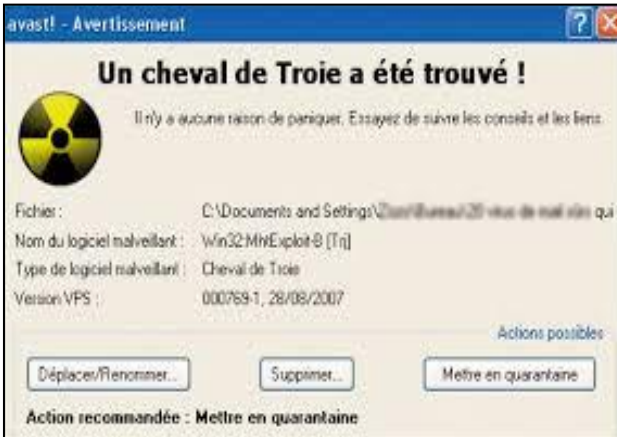 avast! - Avertissement
Un cheval de Troie a été trouvé !
Il n'y a aucune raison de paniquer. Essayez de suivre les conseils et les liens.
Fichier : C:\Documents and Settings\ qui
Nom du logiciel malveillant : Win32:MhtExploit-B [Trj]
Type de logiciel malveillant : Cheval de Troie
Version VPS : 000769-1, 28/08/2007
Actions possibles
Déplacer/Renommer... Supprimer... Mettre en quarantaine
Action recommandée : Mettre en quarantaine